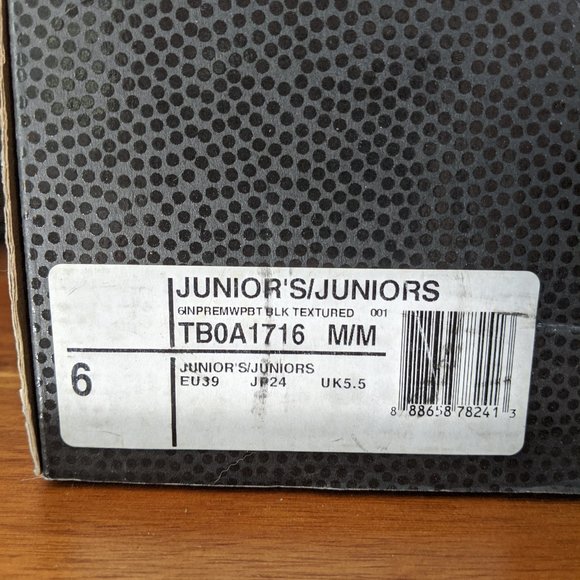 JUNIOR'S/JUNIORS
6INPREMWPBT BLK TEXTURED 001
TB0A1716 M/M
6
JUNIOR'S/JUNIORS
EU39 JP24 UK5.5
8 88658 78241 3